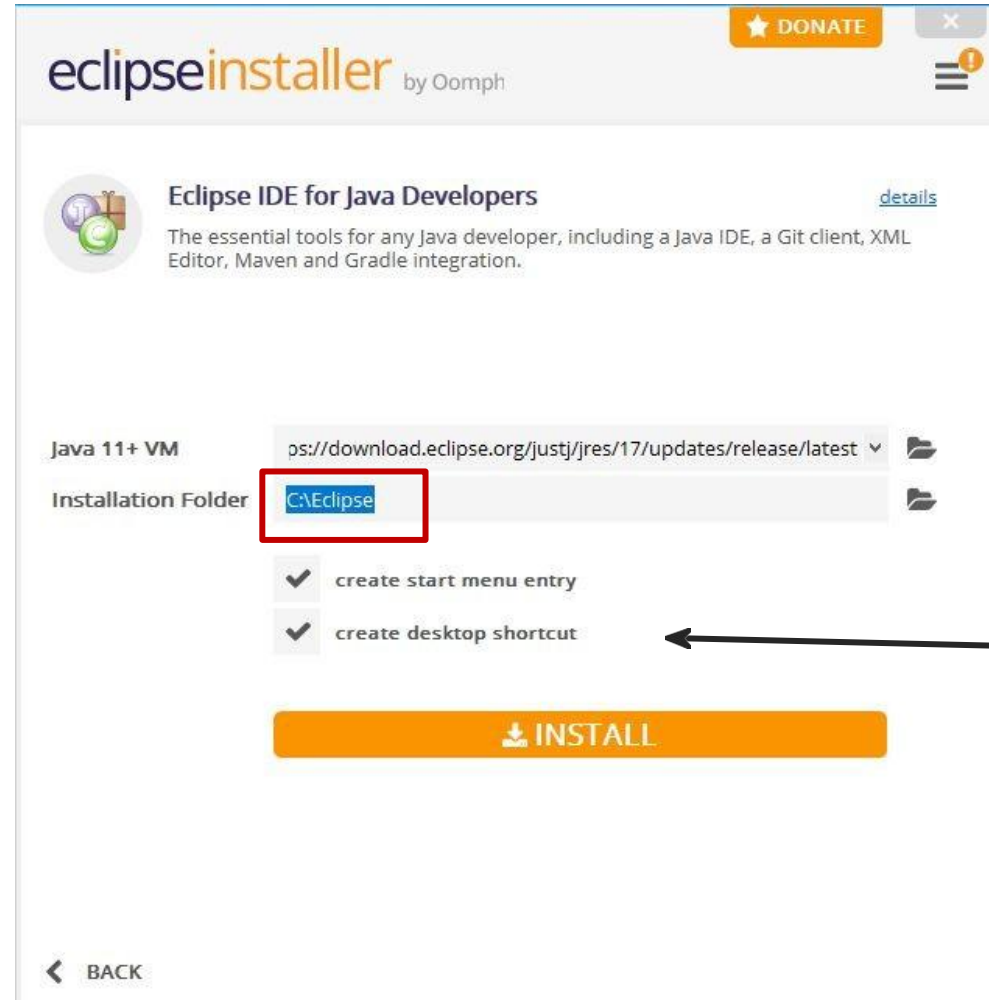 DONATE
eclipseinstaller by Oomph
Eclipse IDE for Java Developers
details
The essential tools for any Java developer, including a Java IDE, a Git client, XML
Editor, Maven and Gradle integration.
Java 11+ VM
ps://download.eclipse.org/justj/jres/17/updates/release/latest
Installation Folder
C:\Eclipse
create start menu entry
create desktop shortcut
INSTALL
BACK